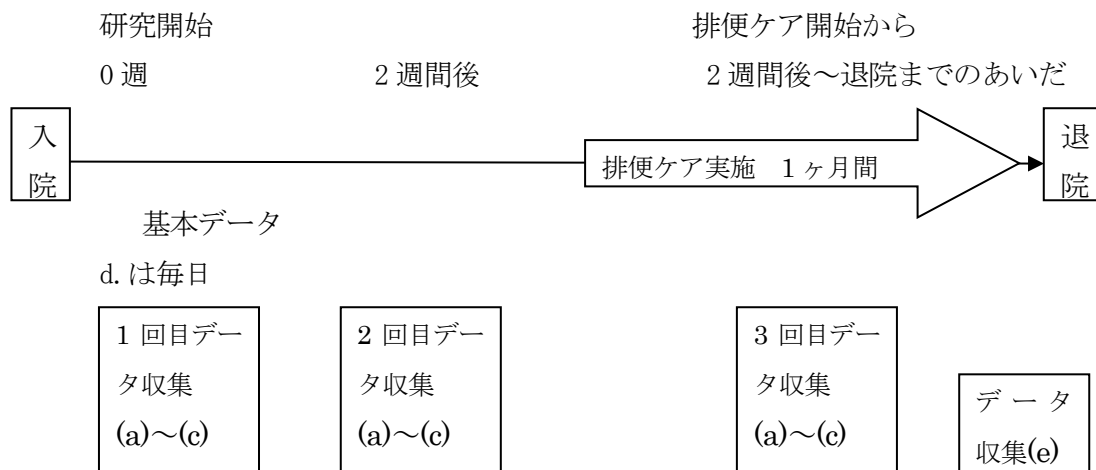 研究開始
排便ケア開始から
0週
2週間後
2週間後～退院までのあいだ
入
院
排便ケア実施 1ヶ月間
退
院
基本データ
d.は毎日
1回目デー
タ収集
(a)～(c)
2回目デー
タ収集
(a)～(c)
3回目デー
タ収集
(a)～(c)
データ
収集(e)